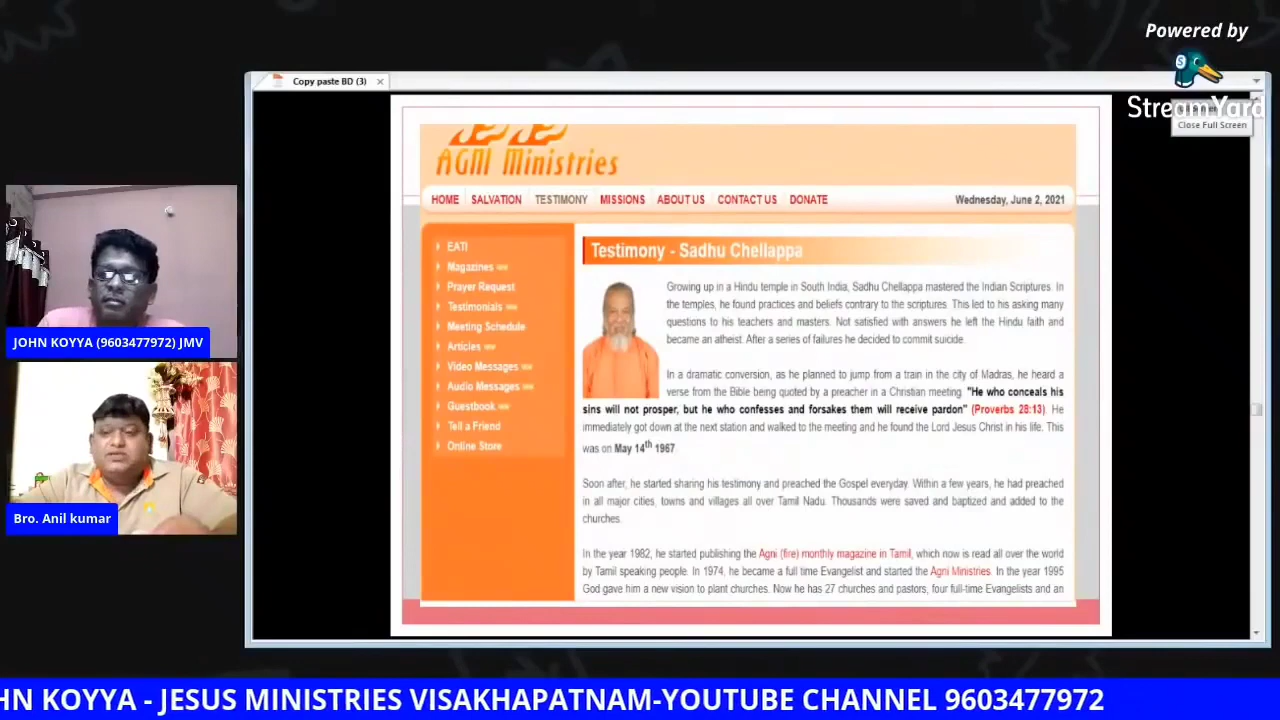 Powered by
StreamYard
Copy paste BD (3)
Close Full Screen
AGNI Ministries
HOME SALVATION TESTIMONY MISSIONS ABOUT US CONTACT US DONATE Wednesday, June 2, 2021
EATI
Magazines
Prayer Request
Testimonials
Meeting Schedule
Articles
Video Messages
Audio Messages
Guestbook
Tell a Friend
Online Store
Testimony - Sadhu Chellappa
Growing up in a Hindu temple in South India, Sadhu Chellappa mastered the Indian Scriptures. In
the temples, he found practices and beliefs contrary to the scriptures. This led to his asking many
questions to his teachers and masters. Not satisfied with answers he left the Hindu faith and
became an atheist. After a series of failures he decided to commit suicide.
In a dramatic conversion, as he planned to jump from a train in the city of Madras, he heard a
verse from the Bible being quoted by a preacher in a Christian meeting. "He who conceals his
sins will not prosper, but he who confesses and forsakes them will receive pardon" (Proverbs 28:13). He
immediately got down at the next station and walked to the meeting and he found the Lord Jesus Christ in his life. This
was on May 14th 1967
Soon after, he started sharing his testimony and preached the Gospel everyday. Within a few years, he had preached
in all major cities, towns and villages all over Tamil Nadu. Thousands were saved and baptized and added to the
churches.
In the year 1982, he started publishing the Agni (fire) monthly magazine in Tamil, which now is read all over the world
by Tamil speaking people. In 1974, he became a full time Evangelist and started the Agni Ministries. In the year 1995
God gave him a new vision to plant churches. Now he has 27 churches and pastors, four full-time Evangelists and an
JOHN KOYYA (9603477972) JMV
Bro. Anil kumar
HN KOYYA - JESUS MINISTRIES VISAKHAPATNAM-YOUTUBE CHANNEL 9603477972